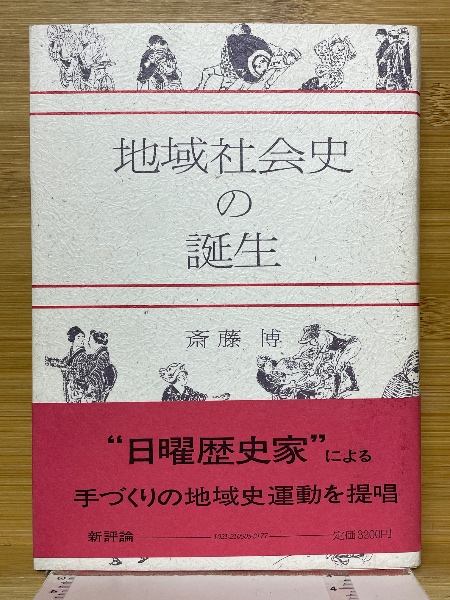 地域社会史
の
誕生
斎藤 博
“日曜歴史家”による
手づくりの地域史運動を提唱
新評論
定価3200円